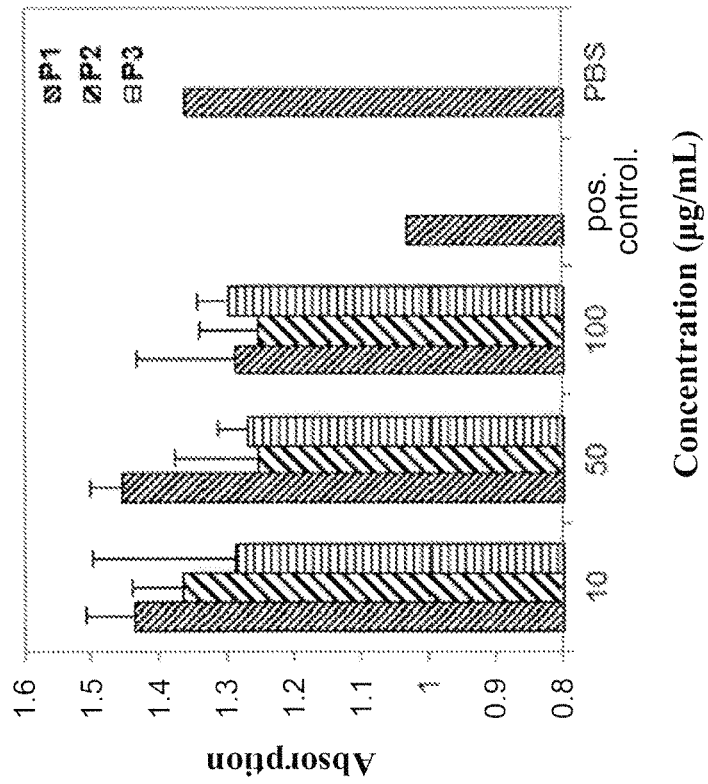 P1
P2
P3
Absorption
1.6
1.5
1.4
1.3
1.2
1.1
1
0.9
0.8
10
50
100
pos.
control.
PBS
Concentration (µg/mL)